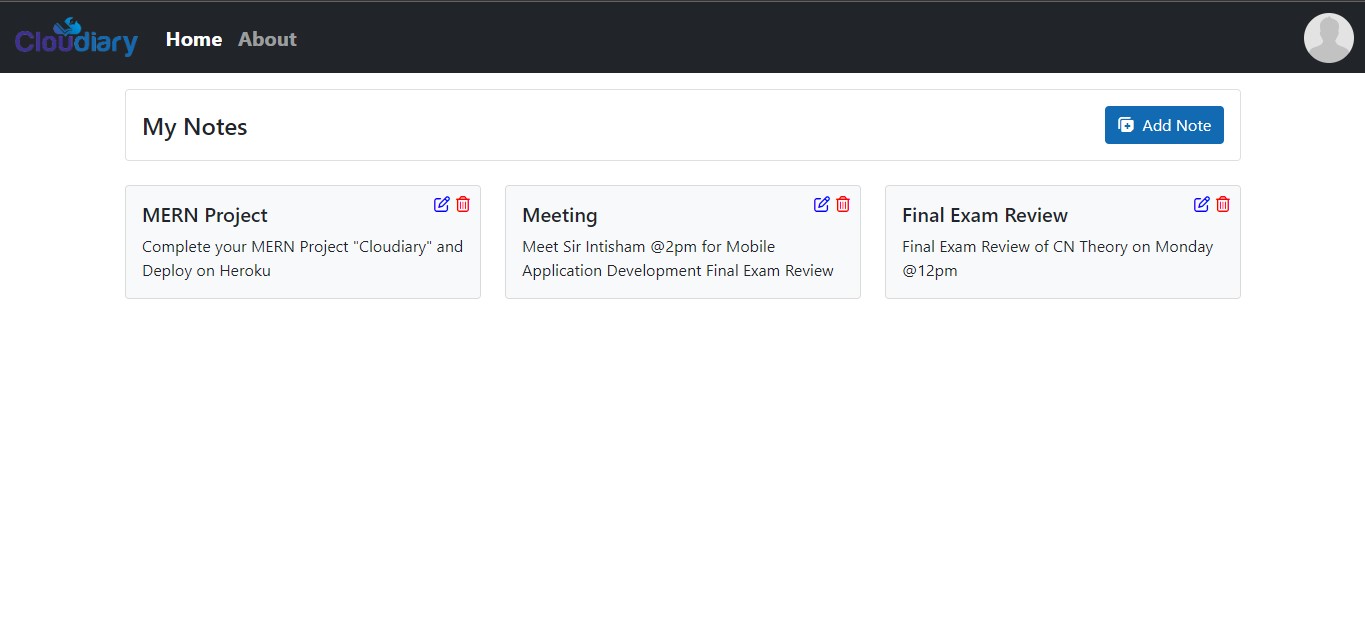 Cloudiary Home About
My Notes
Add Note
MERN Project
Complete your MERN Project "Cloudiary" and
Deploy on Heroku
Meeting
Meet Sir Intisham @2pm for Mobile
Application Development Final Exam Review
Final Exam Review
Final Exam Review of CN Theory on Monday
@12pm